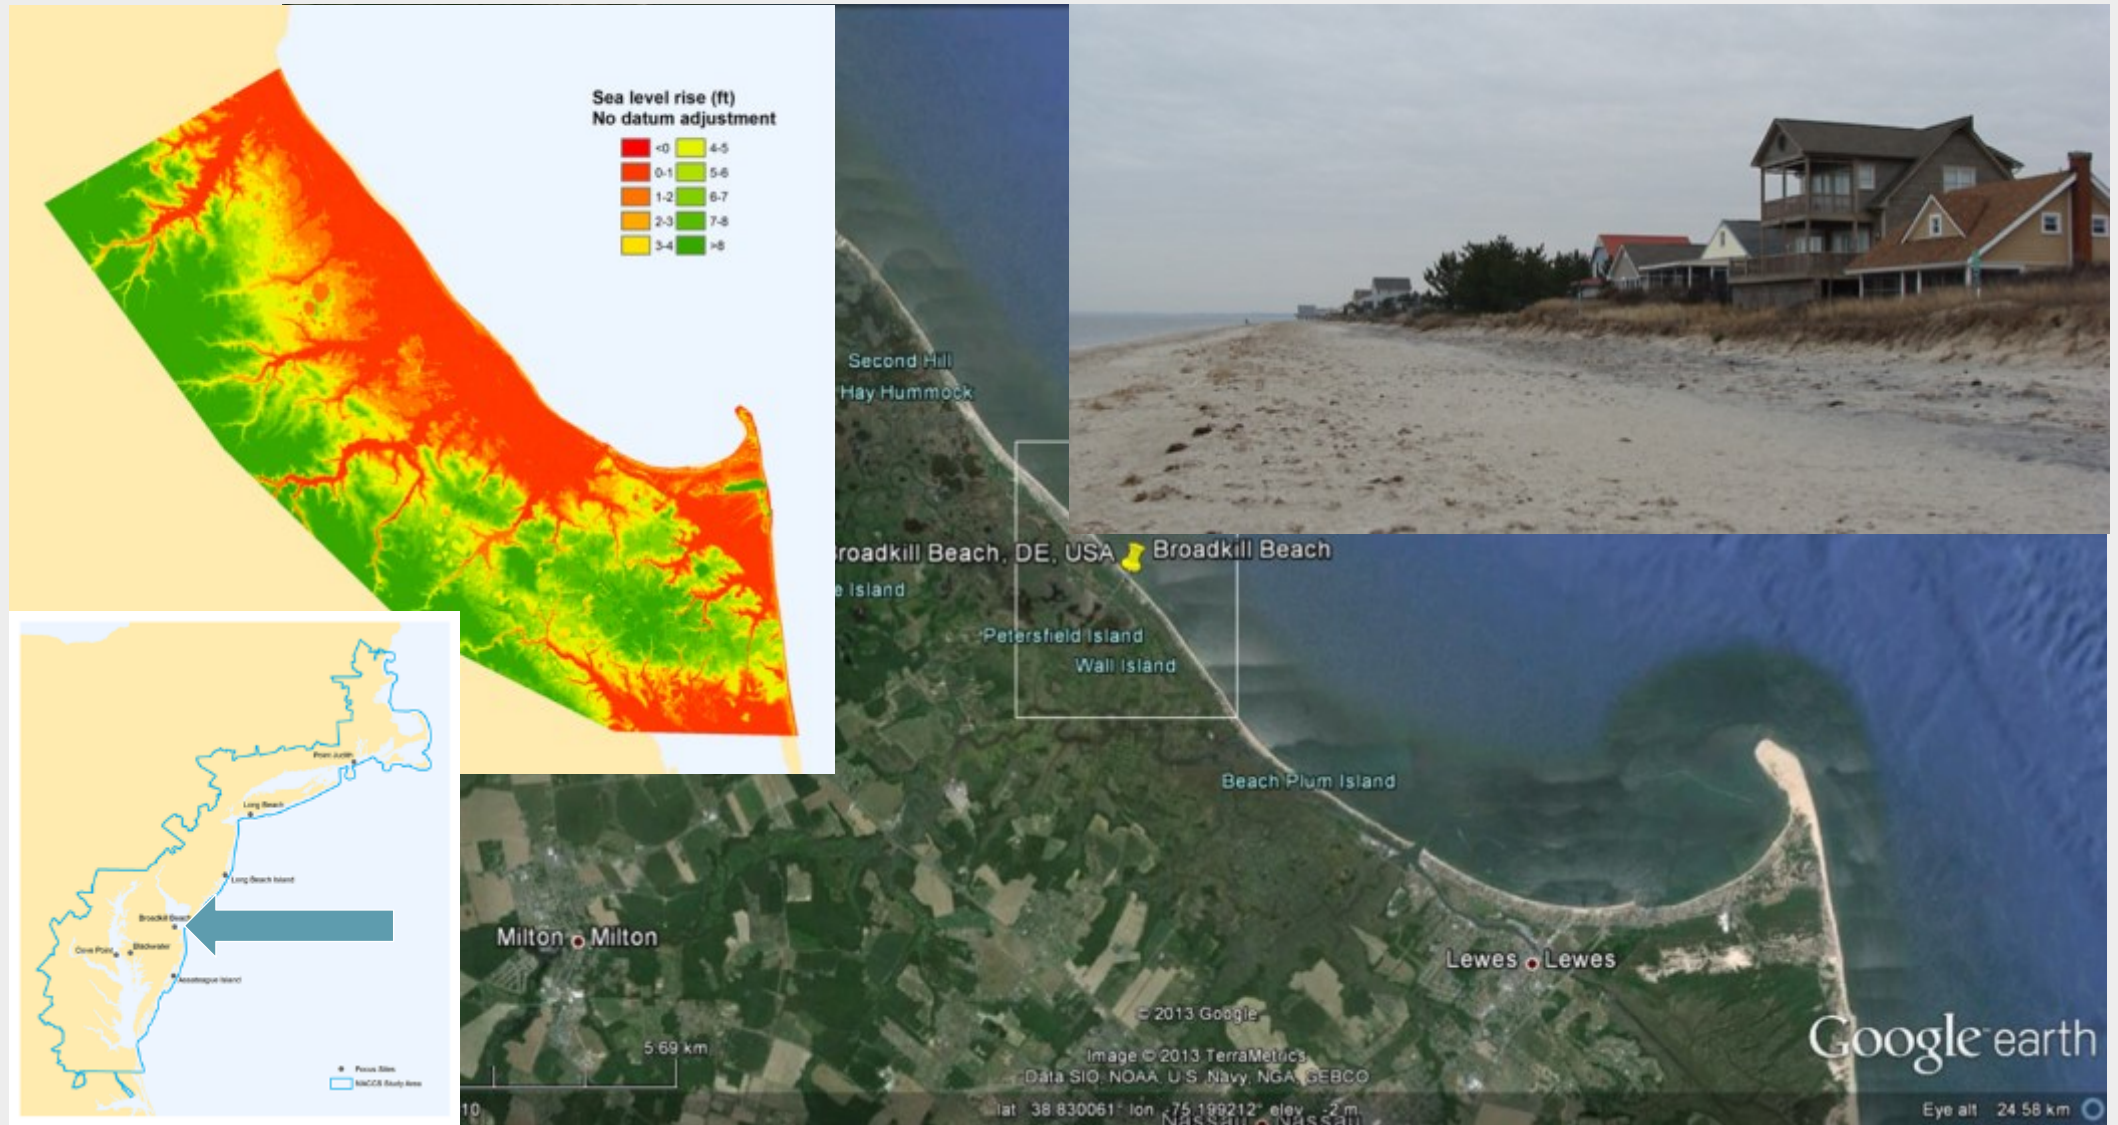 Sea level rise (ft)
No datum adjustment
<0 4-5
0-1 5-6
1-2 6-7
2-3 7-8
3-4 >8
Second Hill
Hay Hummock
Broadkill Beach, DE, USA Broadkill Beach
e Island
Petersfield Island
Wall Island
Beach Plum Island
Milton Milton
Lewes Lewes
Nassau Nassau
© 2013 Google
Image © 2013 TerraMetrics
Data SIO, NOAA, U.S. Navy, NGA, GEBCO
5.69 km
10
lat 38.830061° lon -75.199212° elev -2 m
Google earth
Eye alt 24.58 km
Point Judith
Long Beach
Long Beach Island
Broadkill Beach
Cove Point
Blackwater
Assateague Island
Focus Sites
NACCS Study Area